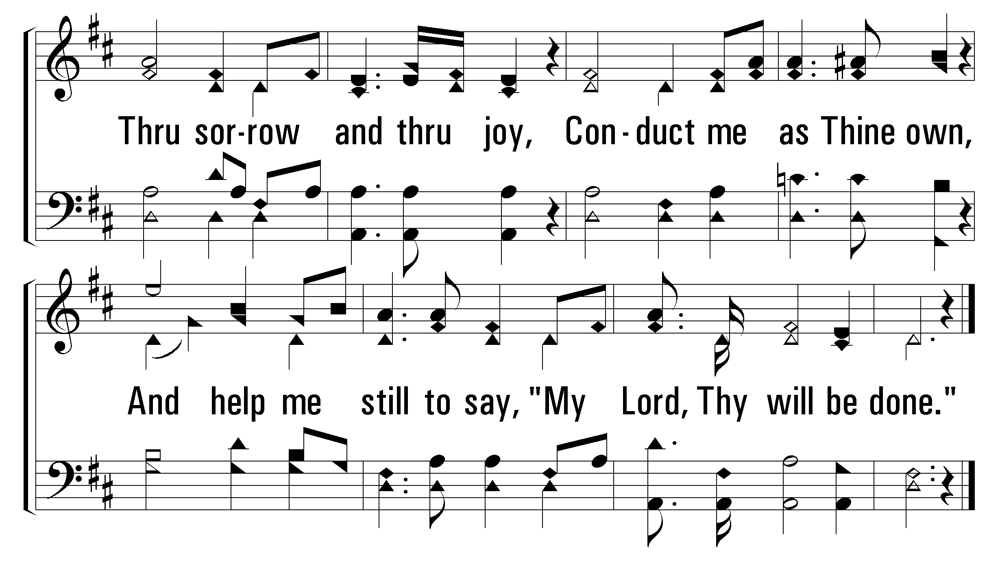 Thru sor-row and thru joy, Con-duct me as Thine own,
And help me still to say, "My Lord, Thy will be done."